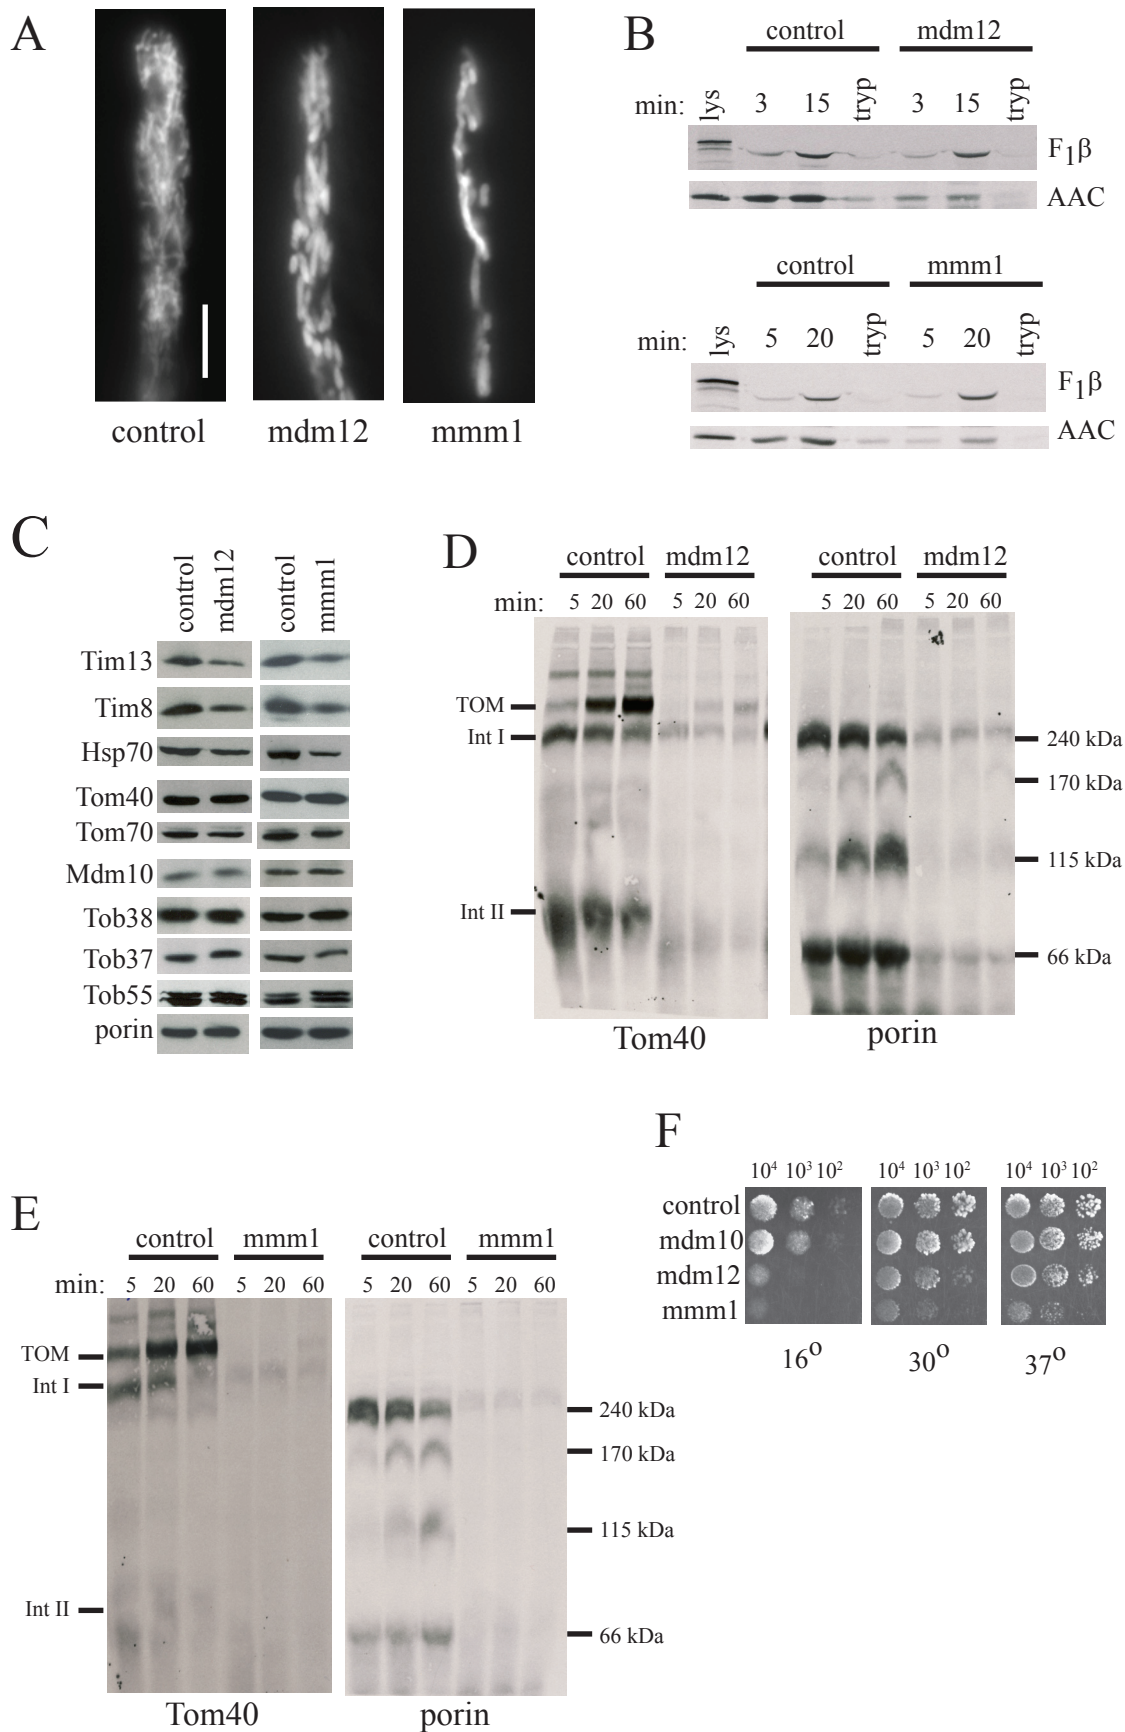 A
control
mdm12
mmm1
B
control
mdm12
min:
lys
3
15
tryp
3
15
tryp
F1β
AAC
control
mmm1
min:
lys
5
20
tryp
5
20
tryp
F1β
AAC
C
control
mdm12
control
mmm1
Tim13
Tim8
Hsp70
Tom40
Tom70
Mdm10
Tob38
Tob37
Tob55
porin
D
control
mdm12
control
mdm12
min:
5 20 60
5 20 60
5 20 60
5 20 60
TOM
Int I
Int II
240 kDa
170 kDa
115 kDa
66 kDa
Tom40
porin
E
control
mmm1
control
mmm1
min:
5 20 60
5 20 60
5 20 60
5 20 60
TOM
Int I
Int II
240 kDa
170 kDa
115 kDa
66 kDa
Tom40
porin
F
10⁴ 10³ 10²
10⁴ 10³ 10²
10⁴ 10³ 10²
control
mdm10
mdm12
mmm1
16°
30°
37°